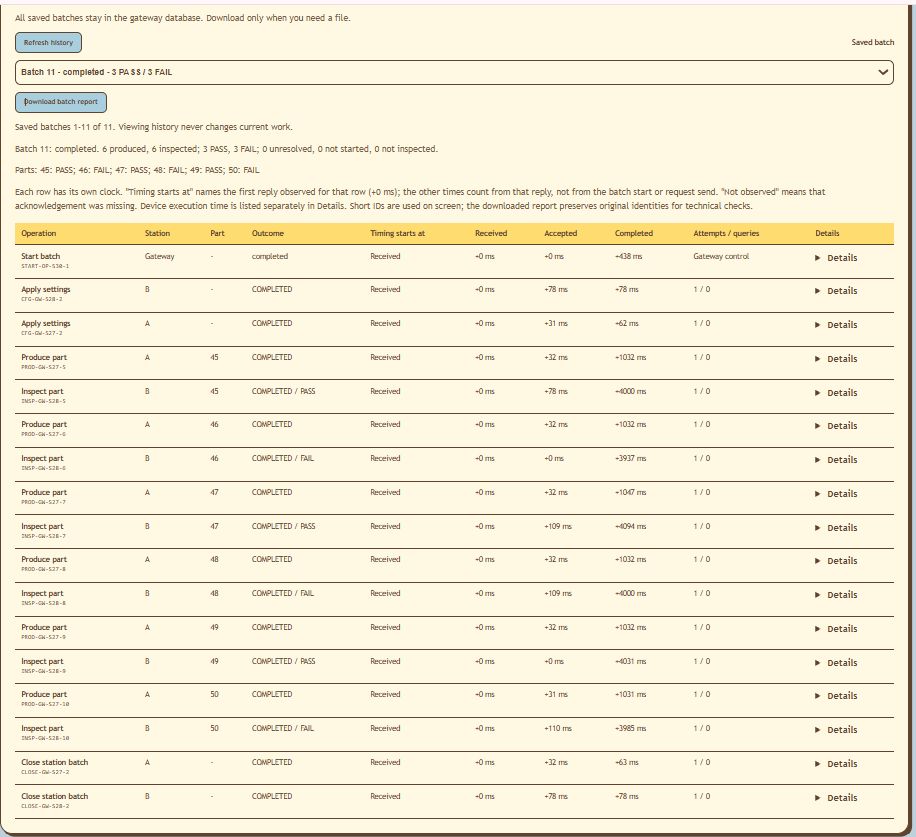 All saved batches stay in the gateway database. Download only when you need a file.
Refresh history
Saved batch
Batch 11 - completed - 3 PASS / 3 FAIL
Download batch report
Saved batches 1-11 of 11. Viewing history never changes current work.
Batch 11: completed. 6 produced, 6 inspected; 3 PASS, 3 FAIL; 0 unresolved, 0 not started, 0 not inspected.
Parts: 45: PASS; 46: FAIL; 47: PASS; 48: FAIL; 49: PASS; 50: FAIL
Each row has its own clock. "Timing starts at" names the first reply observed for that row (+0 ms); the other times count from that reply, not from the batch start or request send. "Not observed" means that
acknowledgement was missing. Device execution time is listed separately in Details. Short IDs are used on screen; the downloaded report preserves original identities for technical checks.
Operation Station Part Outcome Timing starts at Received Accepted Completed Attempts / queries Details
Start batch Gateway - completed Received +0 ms +0 ms +438 ms Gateway control Details
START-OP-S30-1
Apply settings B - COMPLETED Received +0 ms +78 ms +78 ms 1 / 0 Details
CFG-GW-S28-2
Apply settings A - COMPLETED Received +0 ms +31 ms +62 ms 1 / 0 Details
CFG-GW-S27-2
Produce part A 45 COMPLETED Received +0 ms +32 ms +1032 ms 1 / 0 Details
PROD-GW-S27-5
Inspect part B 45 COMPLETED / PASS Received +0 ms +78 ms +4000 ms 1 / 0 Details
INSP-GW-S28-5
Produce part A 46 COMPLETED Received +0 ms +32 ms +1032 ms 1 / 0 Details
PROD-GW-S27-6
Inspect part B 46 COMPLETED / FAIL Received +0 ms +0 ms +3937 ms 1 / 0 Details
INSP-GW-S28-6
Produce part A 47 COMPLETED Received +0 ms +32 ms +1047 ms 1 / 0 Details
PROD-GW-S27-7
Inspect part B 47 COMPLETED / PASS Received +0 ms +109 ms +4094 ms 1 / 0 Details
INSP-GW-S28-7
Produce part A 48 COMPLETED Received +0 ms +32 ms +1032 ms 1 / 0 Details
PROD-GW-S27-8
Inspect part B 48 COMPLETED / FAIL Received +0 ms +109 ms +4000 ms 1 / 0 Details
INSP-GW-S28-8
Produce part A 49 COMPLETED Received +0 ms +32 ms +1032 ms 1 / 0 Details
PROD-GW-S27-9
Inspect part B 49 COMPLETED / PASS Received +0 ms +0 ms +4031 ms 1 / 0 Details
INSP-GW-S28-9
Produce part A 50 COMPLETED Received +0 ms +31 ms +1031 ms 1 / 0 Details
PROD-GW-S27-10
Inspect part B 50 COMPLETED / FAIL Received +0 ms +110 ms +3985 ms 1 / 0 Details
INSP-GW-S28-10
Close station batch A - COMPLETED Received +0 ms +32 ms +63 ms 1 / 0 Details
CLOSE-GW-S27-2
Close station batch B - COMPLETED Received +0 ms +78 ms +78 ms 1 / 0 Details
CLOSE-GW-S28-2